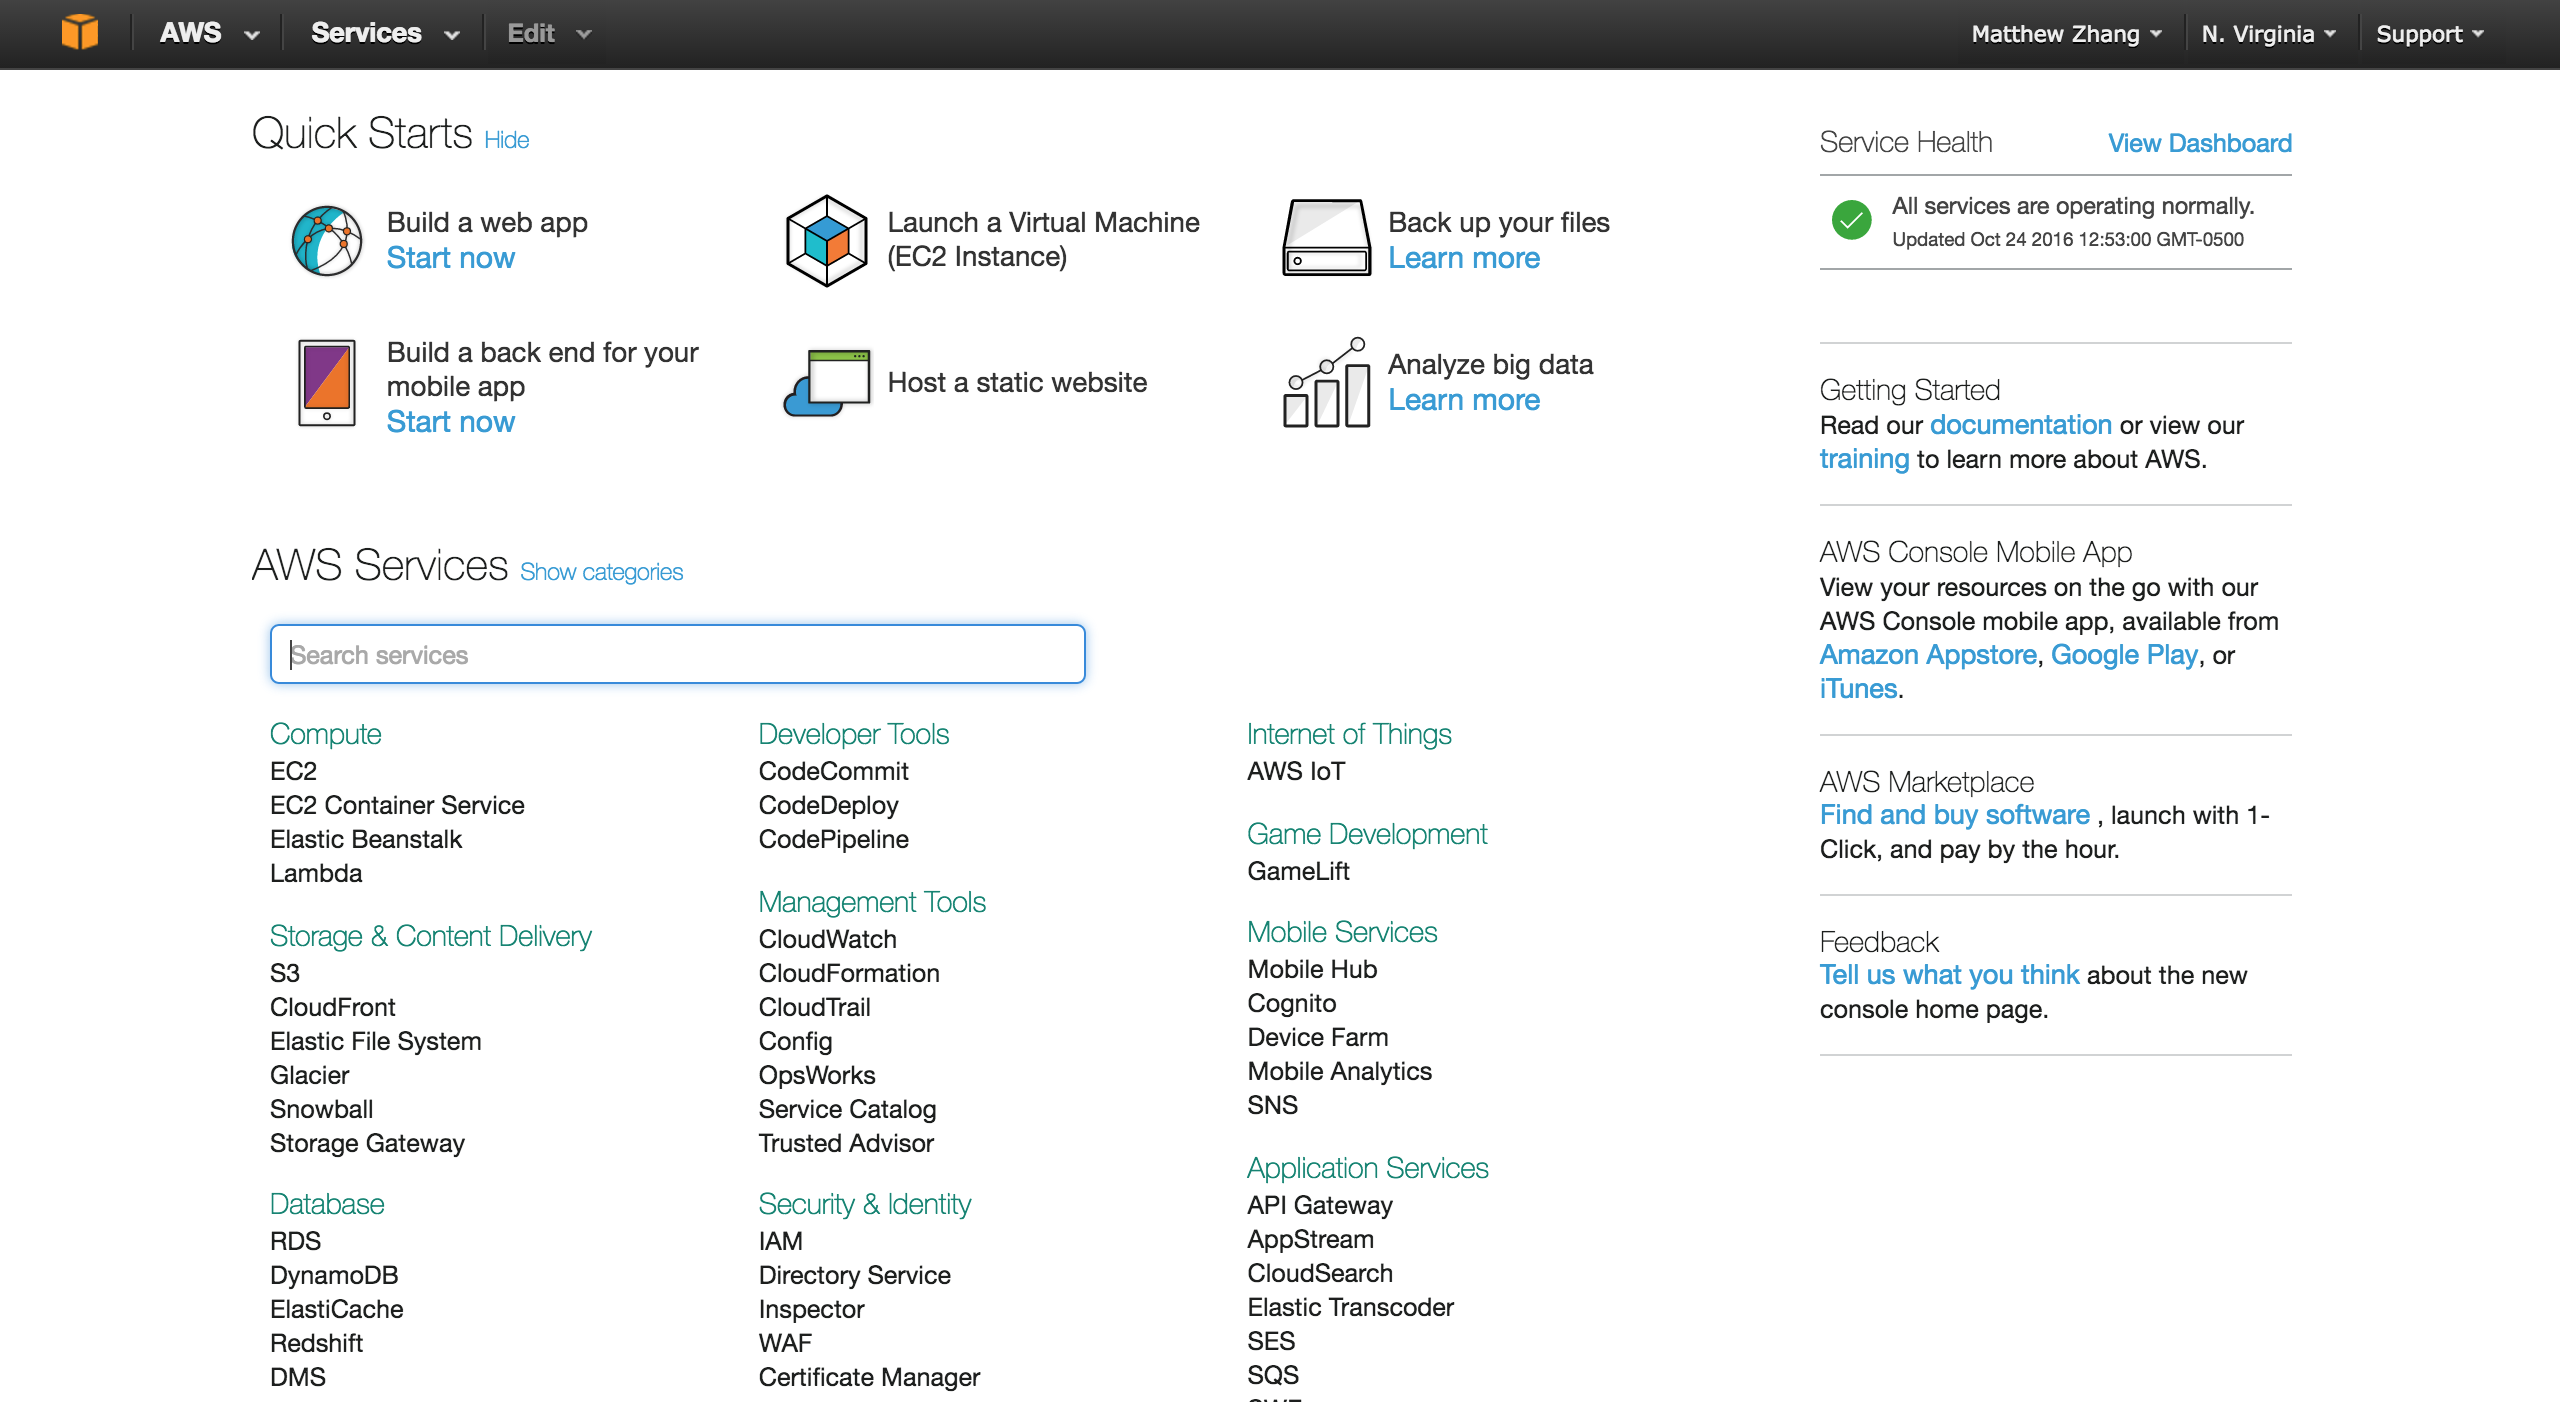 AWS Services Edit Matthew Zhang N. Virginia Support
Quick Starts Hide
Build a web app
Start now
Launch a Virtual Machine
(EC2 Instance)
Back up your files
Learn more
Build a back end for your
mobile app
Start now
Host a static website
Analyze big data
Learn more
AWS Services Show categories
Search services
Compute
EC2
EC2 Container Service
Elastic Beanstalk
Lambda
Storage & Content Delivery
S3
CloudFront
Elastic File System
Glacier
Snowball
Storage Gateway
Database
RDS
DynamoDB
ElastiCache
Redshift
DMS
Developer Tools
CodeCommit
CodeDeploy
CodePipeline
Management Tools
CloudWatch
CloudFormation
CloudTrail
Config
OpsWorks
Service Catalog
Trusted Advisor
Security & Identity
IAM
Directory Service
Inspector
WAF
Certificate Manager
Internet of Things
AWS IoT
Game Development
GameLift
Mobile Services
Mobile Hub
Cognito
Device Farm
Mobile Analytics
SNS
Application Services
API Gateway
AppStream
CloudSearch
Elastic Transcoder
SES
SQS
Service Health View Dashboard
All services are operating normally.
Updated Oct 24 2016 12:53:00 GMT-0500
Getting Started
Read our documentation or view our
training to learn more about AWS.
AWS Console Mobile App
View your resources on the go with our
AWS Console mobile app, available from
Amazon Appstore, Google Play, or
iTunes.
AWS Marketplace
Find and buy software , launch with 1-
Click, and pay by the hour.
Feedback
Tell us what you think about the new
console home page.